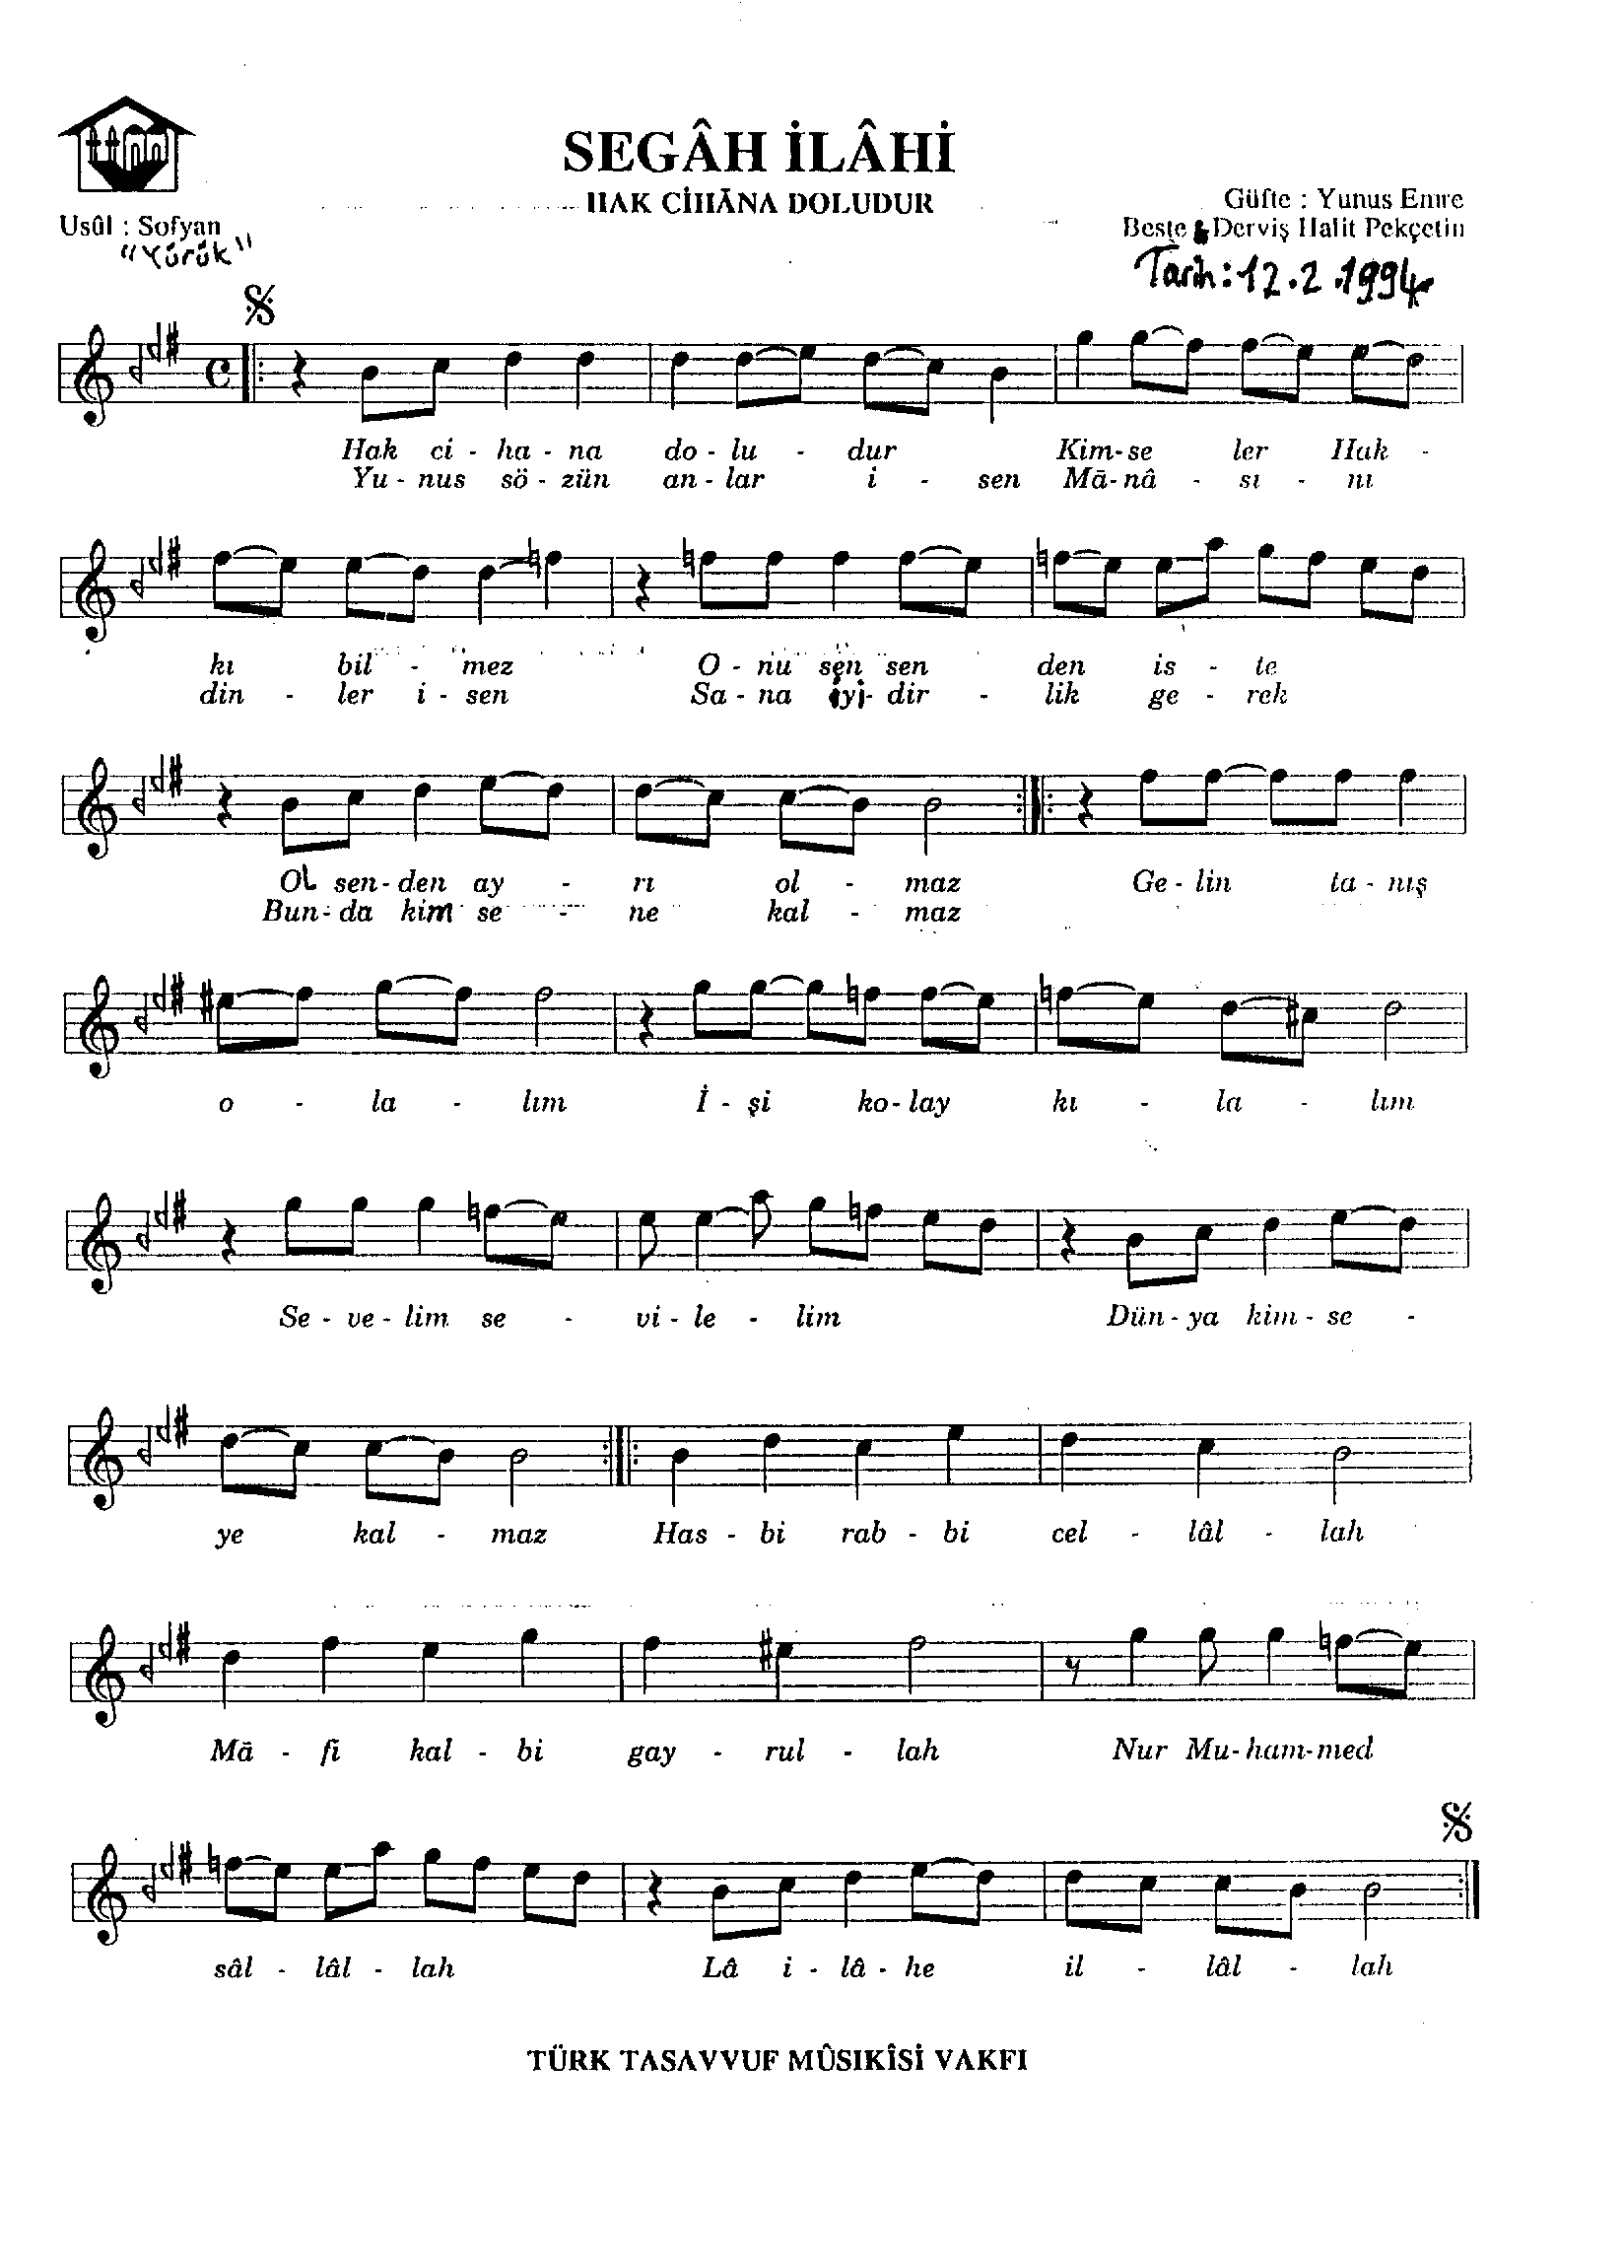 SEGÂH İLÂHİ
HAK CİHĀNA DOLUDUR
Güfte : Yunus Emre
Usûl : Sofyan
Beste : Derviş Halit Pekçetin
"Yürük"
Tarih : 12.2.1994
Hak ci - ha - na do - lu - dur Kim - se ler Hak -
Yu - nus sö - zün an - lar i - sen Mā - nâ - sı - nı
kı bil - mez O - nu sen sen den is - te
din - ler i - sen Sa - na iyi - dir - lik ge - rek
OL sen - den ay - rı ol - maz Ge - lin ta - nış
Bun - da kim se - ne kal - maz
o - la - lım İ - şi ko - lay kı - la - lım
Se - ve - lim se - vi - le - lim Dün - ya kim - se -
ye kal - maz Has - bi rab - bi cel - lâl - lah
Mā - fi kal - bi gay - rul - lah Nur Mu - ham - med
sâl - lâl - lah Lâ i - lâ - he il - lâl - lah
TÜRK TASAVVUF MÛSIKÎSİ VAKFI